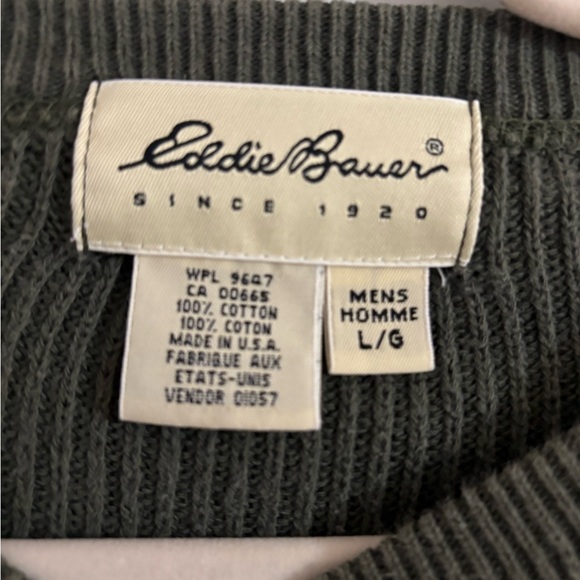 Eddie Bauer®
SINCE 1920
WPL 9627
CA 00665
100% COTTON
100% COTON
MADE IN U.S.A.
FABRIQUE AUX
ETATS-UNIS
VENDOR 01057
MENS
HOMME
L/G